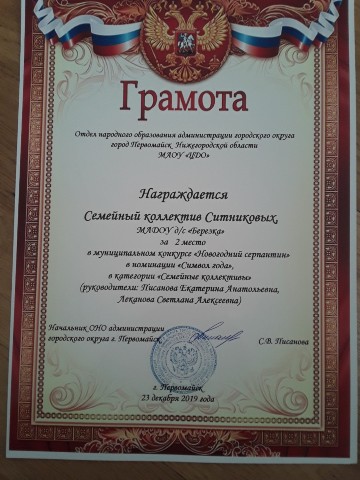 Грамота
Отдел народного образования администрации городского округа
город Первомайск Нижегородской области
МАОУ «ЦДО»
Награждается
Семейный коллектив Ситниковых,
МАДОУ д/с «Березка»
за 2 место
в муниципальном конкурсе «Новогодний серпантин»
в номинации «Символ года»,
в категории «Семейные коллективы»
(руководители: Писанова Екатерина Анатольевна,
Леканова Светлана Алексеевна)
Начальник ОНО администрации
городского округа г. Первомайск
С.В. Писанова
г. Первомайск
23 декабря 2019 года